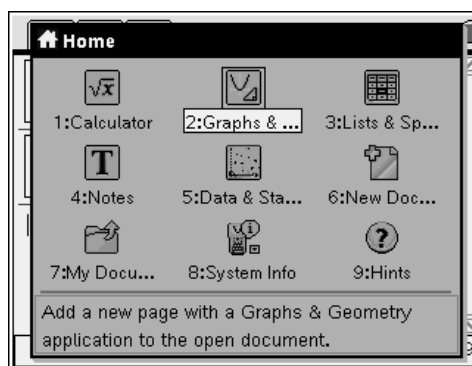 Home
1:Calculator 2:Graphs & ... 3:Lists & Sp...
4:Notes 5:Data & Sta... 6:New Doc...
7:My Docu... 8:System Info 9:Hints
Add a new page with a Graphs & Geometry
application to the open document.